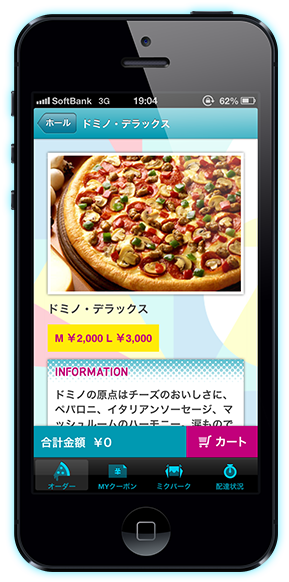 SoftBank 3G 19:04 62%
ホール ドミノ・デラックス
ドミノ・デラックス
M ¥2,000 L ¥3,000
INFORMATION
ドミノの原点はチーズのおいしさに、
ペパロニ、イタリアンソーセージ、マ
ッシュルームのハーモニー。涙もので
合計金額 ¥0 カート
オーダー MYクーポン ミクパーク 配達状況